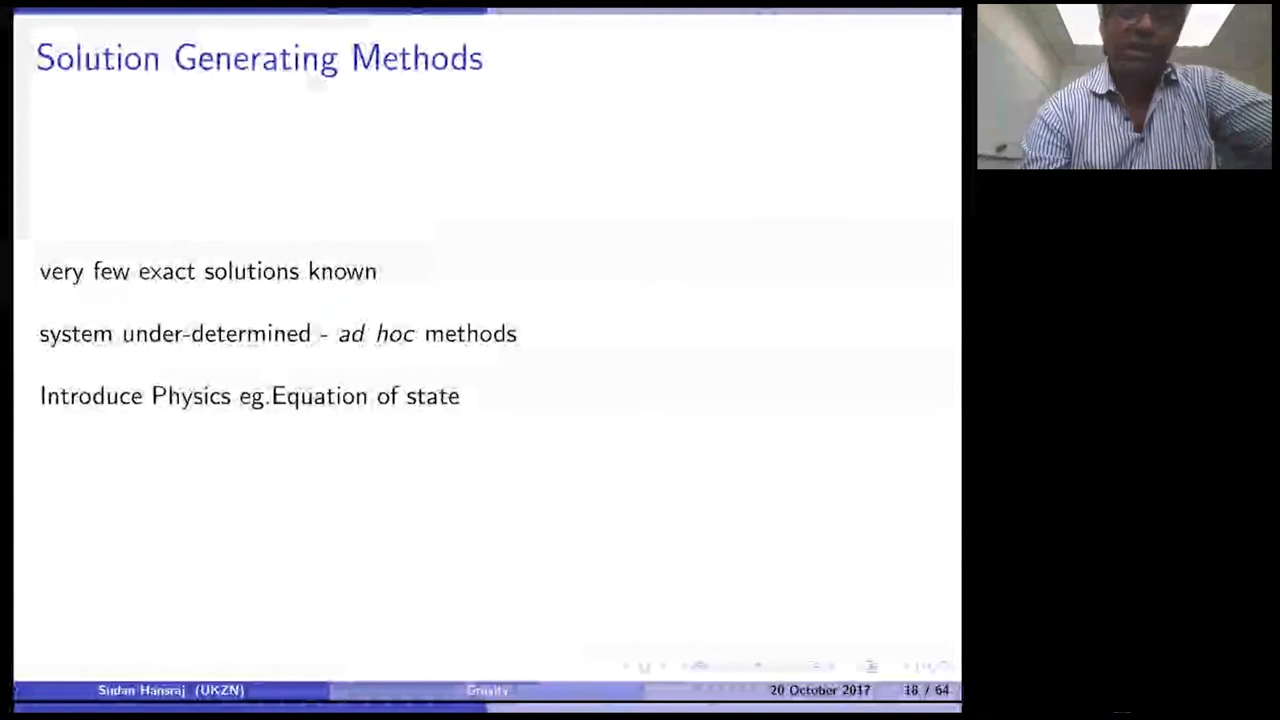 Solution Generating Methods
very few exact solutions known
system under-determined - ad hoc methods
Introduce Physics eg.Equation of state
Sudan Hansraj (UKZN) Gravity 20 October 2017 18 / 64